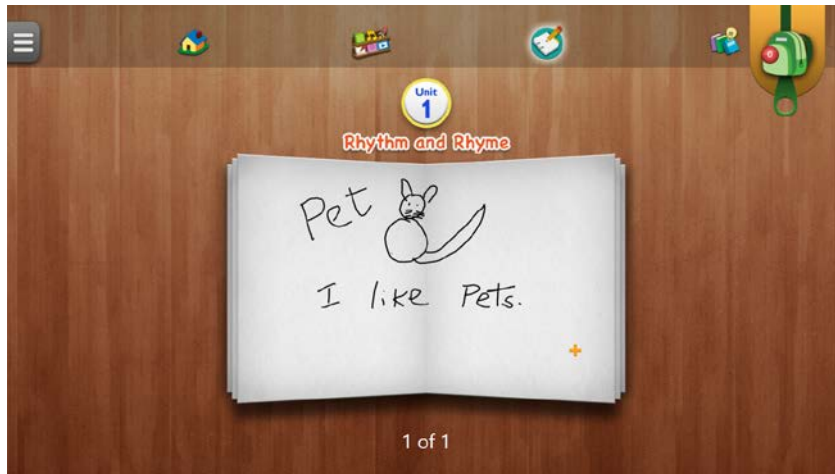 Unit
1
Rhythm and Rhyme
Pet
I like Pets.
1 of 1